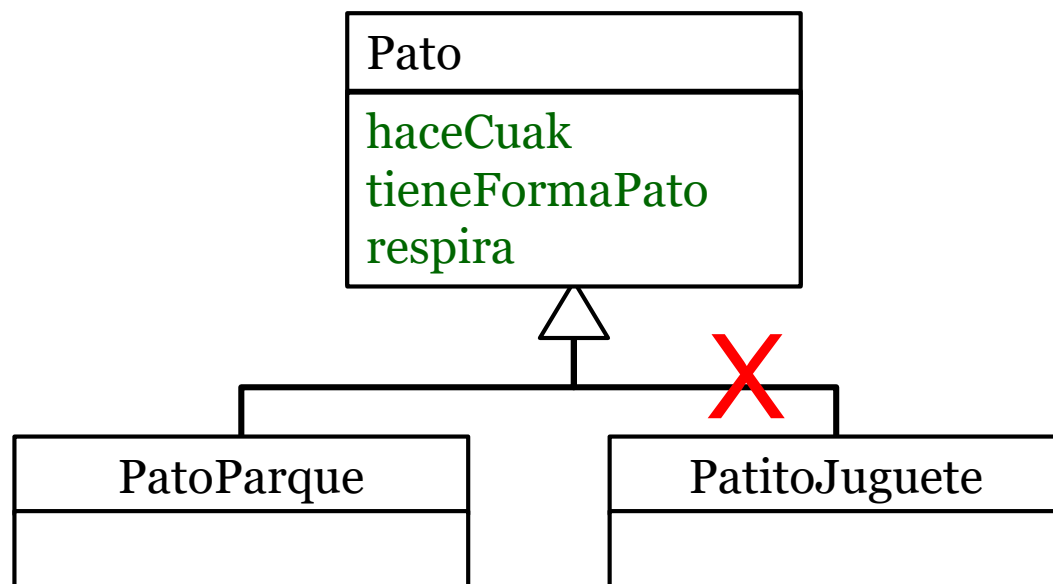 Pato
haceCuak
tieneFormaPato
respira
X
PatoParque
PatitoJuguete